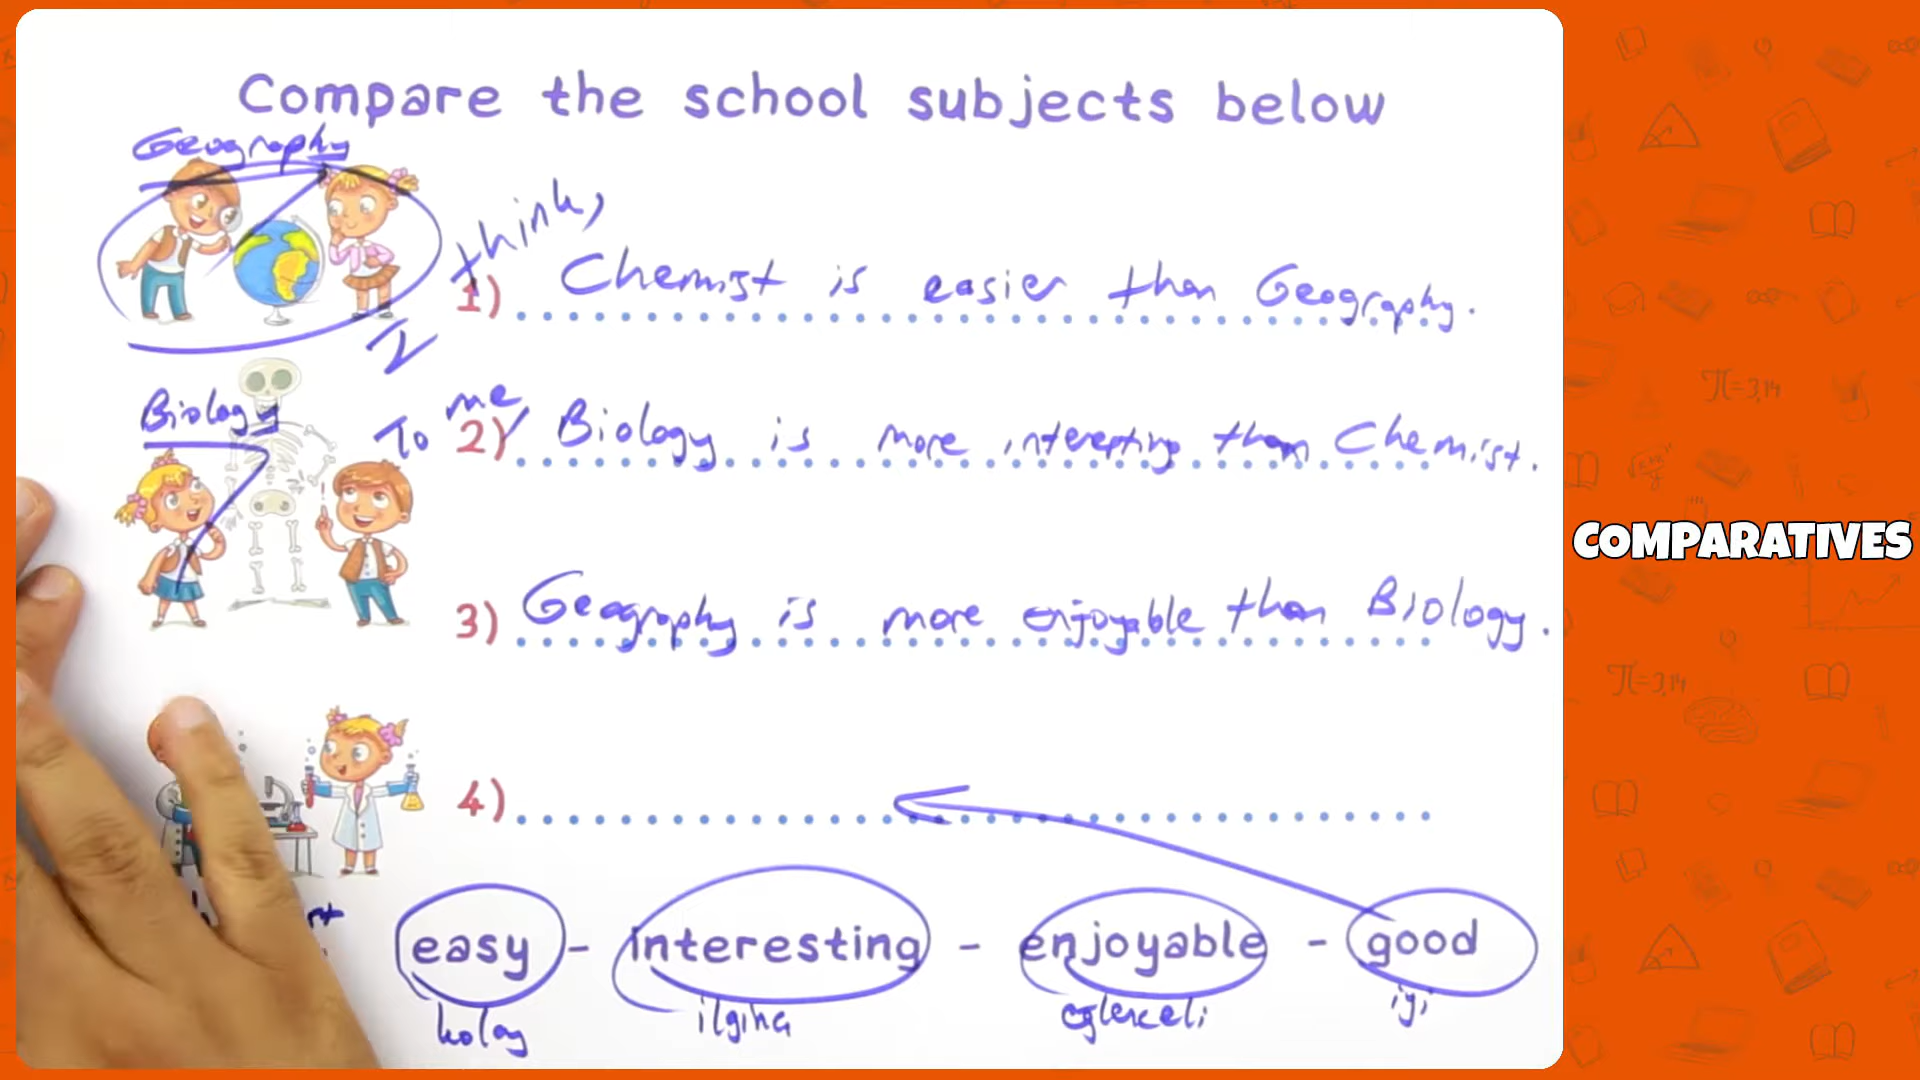 Compare the school subjects below
Geography
I think,
1) Chemist is easier than Geography.
Biology
To me,
2) Biology is more interesting than Chemist.
3) Geography is more enjoyable than Biology.
4)
easy - interesting - enjoyable - good
kolay ilginç eğlenceli iyi
COMPARATIVES